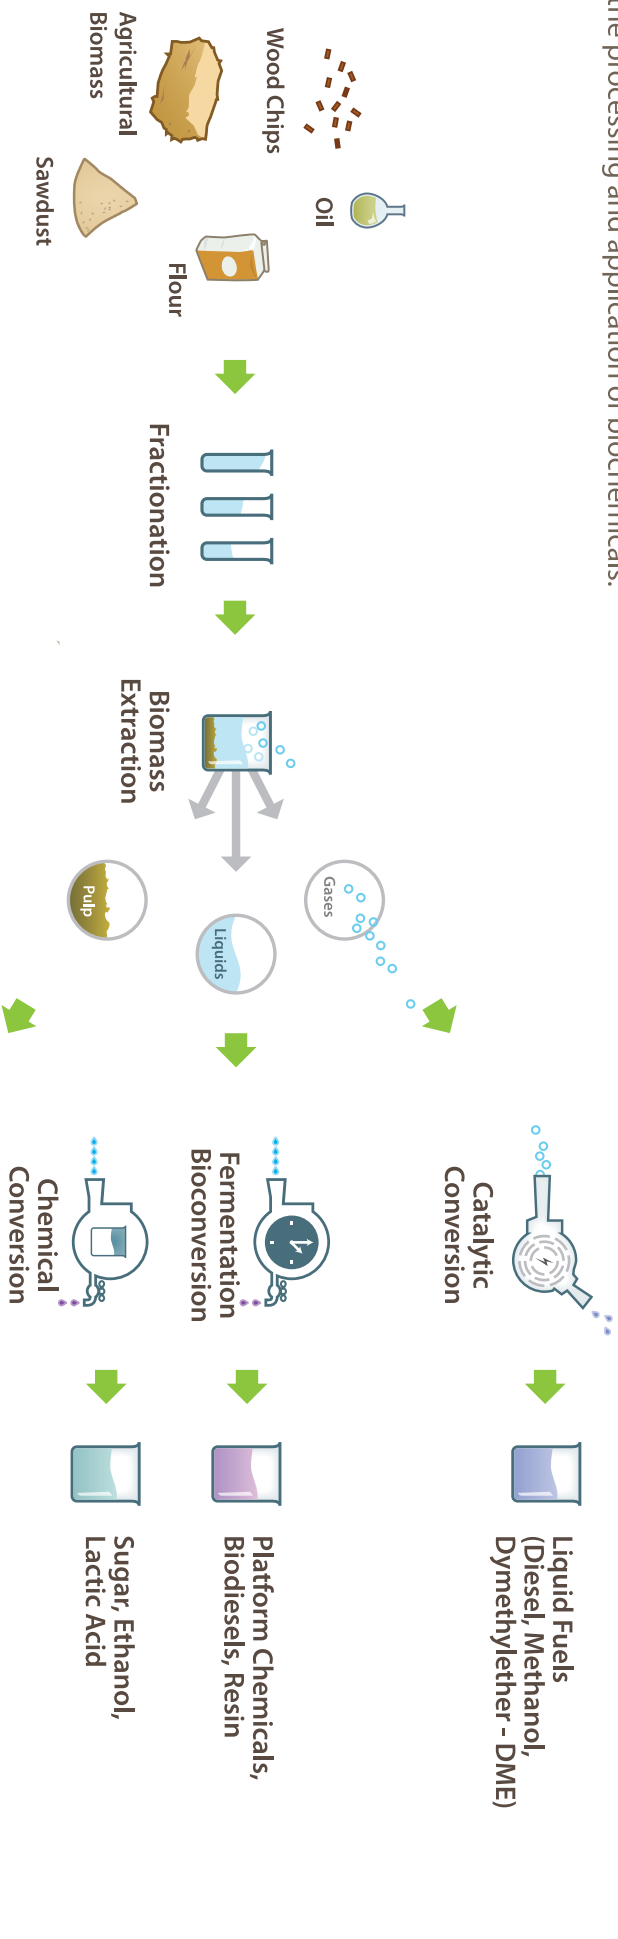 the processing and application of biochemicals.
Wood Chips
Oil
Agricultural
Biomass
Flour
Sawdust
Fractionation
Biomass
Extraction
Gases
Liquids
Pulp
Catalytic
Conversion
Liquid Fuels
(Diesel, Methanol,
Dymethylether - DME)
Fermentation
Bioconversion
Platform Chemicals,
Biodiesels, Resin
Chemical
Conversion
Sugar, Ethanol,
Lactic Acid